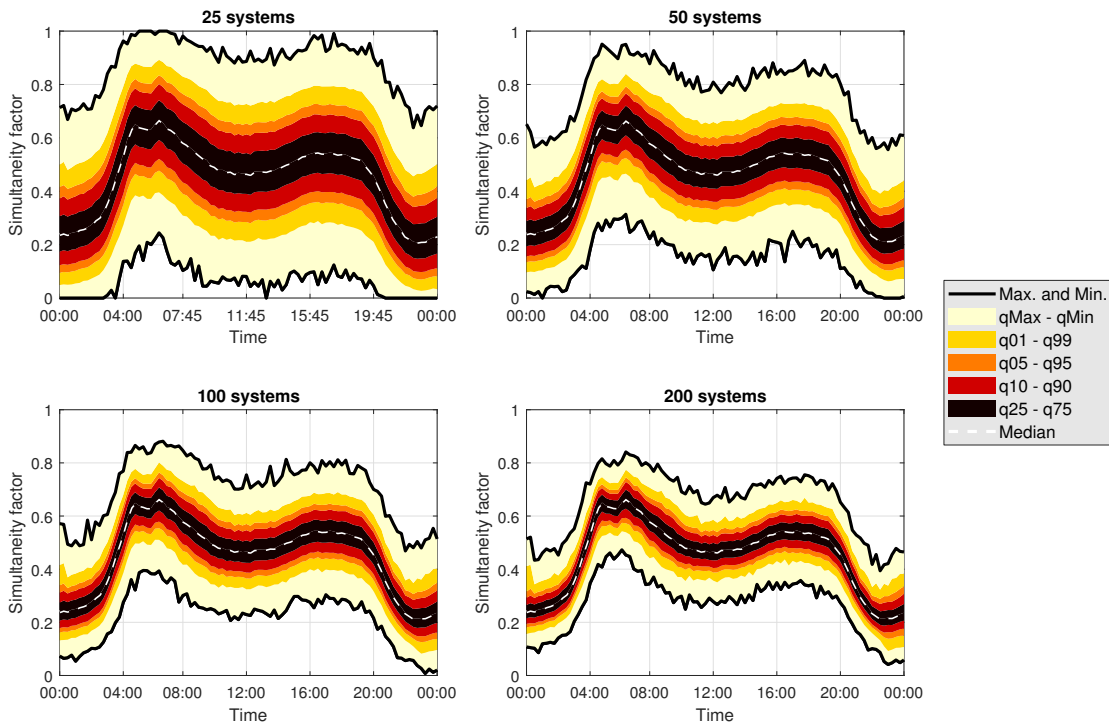 25 systems
1
0.8
0.6
0.4
0.2
0
Simultaneity factor
00:00 04:00 07:45 11:45 15:45 19:45 00:00
Time
50 systems
1
0.8
0.6
0.4
0.2
0
Simultaneity factor
00:00 04:00 08:00 12:00 16:00 20:00 00:00
Time
Max. and Min.
qMax - qMin
q01 - q99
q05 - q95
q10 - q90
q25 - q75
Median
100 systems
1
0.8
0.6
0.4
0.2
0
Simultaneity factor
00:00 04:00 08:00 12:00 16:00 20:00 00:00
Time
200 systems
1
0.8
0.6
0.4
0.2
0
Simultaneity factor
00:00 04:00 08:00 12:00 16:00 20:00 00:00
Time